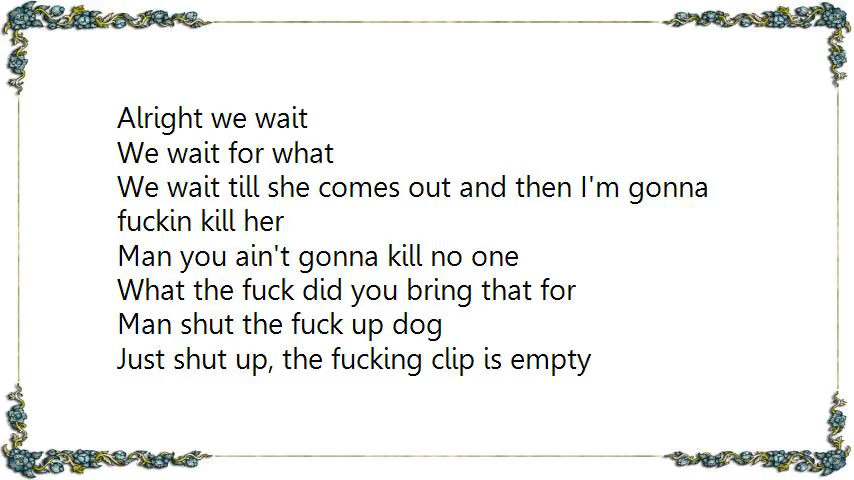 Alright we wait
We wait for what
We wait till she comes out and then I'm gonna
fuckin kill her
Man you ain't gonna kill no one
What the fuck did you bring that for
Man shut the fuck up dog
Just shut up, the fucking clip is empty